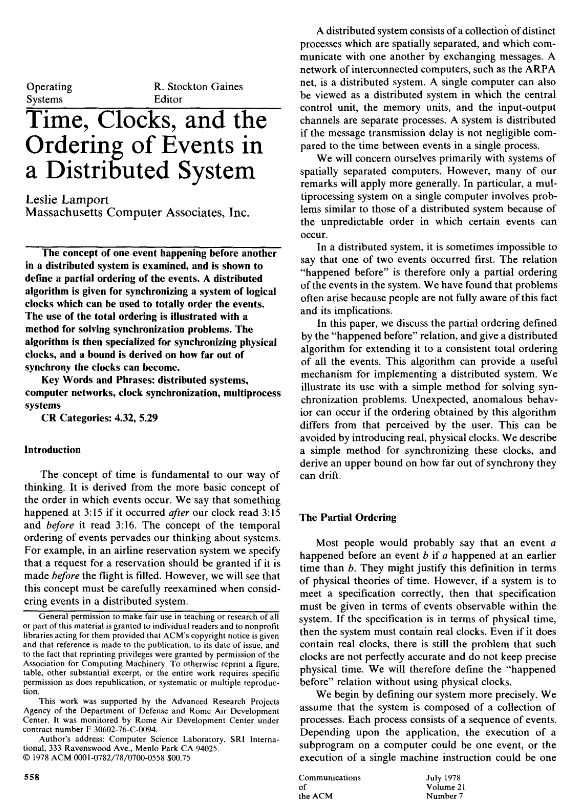 Operating
Systems
R. Stockton Gaines
Editor
Time, Clocks, and the
Ordering of Events in
a Distributed System
Leslie Lamport
Massachusetts Computer Associates, Inc.
The concept of one event happening before another
in a distributed system is examined, and is shown to
define a partial ordering of the events. A distributed
algorithm is given for synchronizing a system of logical
clocks which can be used to totally order the events.
The use of the total ordering is illustrated with a
method for solving synchronization problems. The
algorithm is then specialized for synchronizing physical
clocks, and a bound is derived on how far out of
synchrony the clocks can become.
Key Words and Phrases: distributed systems,
computer networks, clock synchronization, multiprocess
systems
CR Categories: 4.32, 5.29
Introduction
The concept of time is fundamental to our way of
thinking. It is derived from the more basic concept of
the order in which events occur. We say that something
happened at 3:15 if it occurred after our clock read 3:15
and before it read 3:16. The concept of the temporal
ordering of events pervades our thinking about systems.
For example, in an airline reservation system we specify
that a request for a reservation should be granted if it is
made before the flight is filled. However, we will see that
this concept must be carefully reexamined when consid-
ering events in a distributed system.
General permission to make fair use in teaching or research of all
or part of this material is granted to individual readers and to nonprofit
libraries acting for them provided that ACM's copyright notice is given
and that reference is made to the publication, to its date of issue, and
to the fact that reprinting privileges were granted by permission of the
Association for Computing Machinery. To otherwise reprint a figure,
table, other substantial excerpt, or the entire work requires specific
permission as does republication, or systematic or multiple reproduc-
tion.
This work was supported by the Advanced Research Projects
Agency of the Department of Defense and Rome Air Development
Center. It was monitored by Rome Air Development Center under
contract number F 30602-76-C-0094.
Author's address: Computer Science Laboratory, SRI Interna-
tional, 333 Ravenswood Ave., Menlo Park CA 94025.
© 1978 ACM 0001-0782/78/0700-0558 $00.75
558
A distributed system consists of a collection of distinct
processes which are spatially separated, and which com-
municate with one another by exchanging messages. A
network of interconnected computers, such as the ARPA
net, is a distributed system. A single computer can also
be viewed as a distributed system in which the central
control unit, the memory units, and the input-output
channels are separate processes. A system is distributed
if the message transmission delay is not negligible com-
pared to the time between events in a single process.
We will concern ourselves primarily with systems of
spatially separated computers. However, many of our
remarks will apply more generally. In particular, a mul-
tiprocessing system on a single computer involves prob-
lems similar to those of a distributed system because of
the unpredictable order in which certain events can
occur.
In a distributed system, it is sometimes impossible to
say that one of two events occurred first. The relation
"happened before" is therefore only a partial ordering
of the events in the system. We have found that problems
often arise because people are not fully aware of this fact
and its implications.
In this paper, we discuss the partial ordering defined
by the "happened before" relation, and give a distributed
algorithm for extending it to a consistent total ordering
of all the events. This algorithm can provide a useful
mechanism for implementing a distributed system. We
illustrate its use with a simple method for solving syn-
chronization problems. Unexpected, anomalous behav-
ior can occur if the ordering obtained by this algorithm
differs from that perceived by the user. This can be
avoided by introducing real, physical clocks. We describe
a simple method for synchronizing these clocks, and
derive an upper bound on how far out of synchrony they
can drift.
The Partial Ordering
Most people would probably say that an event a
happened before an event b if a happened at an earlier
time than b. They might justify this definition in terms
of physical theories of time. However, if a system is to
meet a specification correctly, then that specification
must be given in terms of events observable within the
system. If the specification is in terms of physical time,
then the system must contain real clocks. Even if it does
contain real clocks, there is still the problem that such
clocks are not perfectly accurate and do not keep precise
physical time. We will therefore define the "happened
before" relation without using physical clocks.
We begin by defining our system more precisely. We
assume that the system is composed of a collection of
processes. Each process consists of a sequence of events.
Depending upon the application, the execution of a
subprogram on a computer could be one event, or the
execution of a single machine instruction could be one
Communications
of
the ACM
July 1978
Volume 21
Number 7